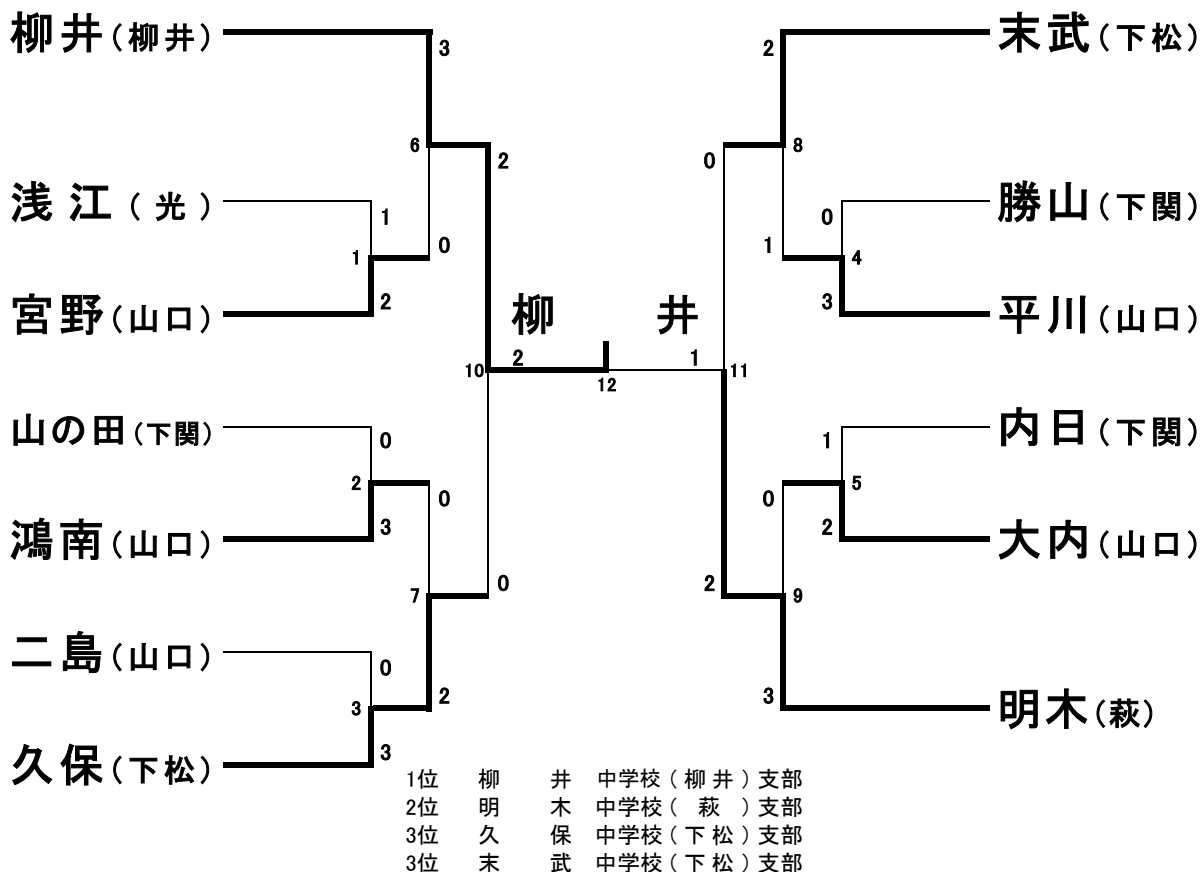 柳井(柳井)
3
6
2
浅江(光)
1
1
0
宮野(山口)
2
山の田(下関)
0
2
0
鴻南(山口)
3
7
0
二島(山口)
0
3
2
久保(下松)
3
柳井
10
2
12
1
11
末武(下松)
2
8
0
勝山(下関)
0
4
1
平川(山口)
3
内日(下関)
1
5
0
大内(山口)
2
9
2
明木(萩)
3
1位 柳 井 中学校(柳井)支部
2位 明 木 中学校( 萩 )支部
3位 久 保 中学校(下松)支部
3位 末 武 中学校(下松)支部